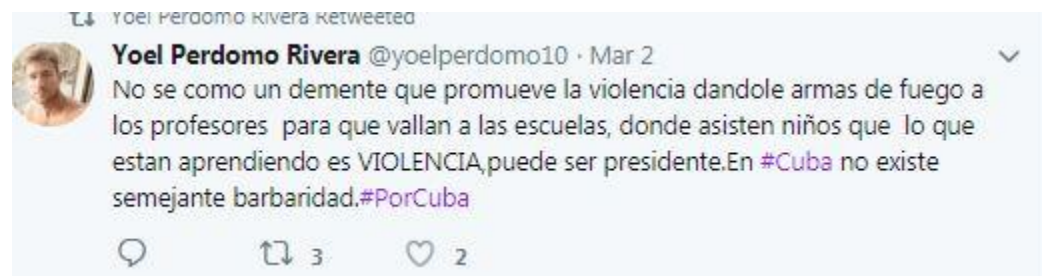 Yoel Perdomo Rivera Retweeted
Yoel Perdomo Rivera @yoelperdomo10 · Mar 2
No se como un demente que promueve la violencia dandole armas de fuego a
los profesores para que vallan a las escuelas, donde asisten niños que lo que
estan aprendiendo es VIOLENCIA,puede ser presidente.En #Cuba no existe
semejante barbaridad.#PorCuba
3 2